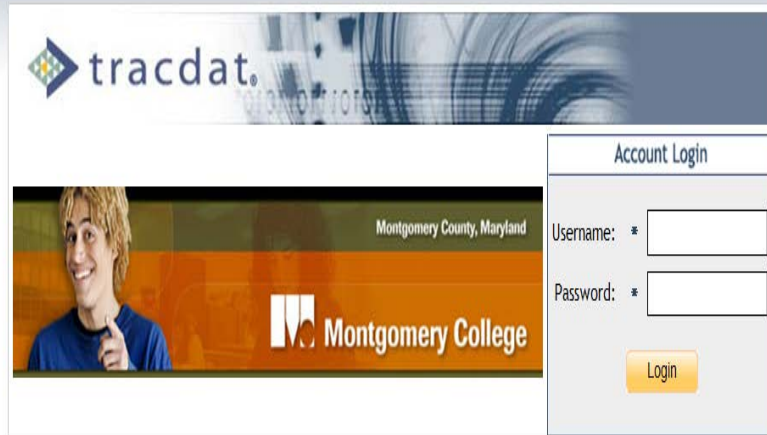 tracdat®
Account Login
Montgomery County, Maryland
Montgomery College
Username: *
Password: *
Login